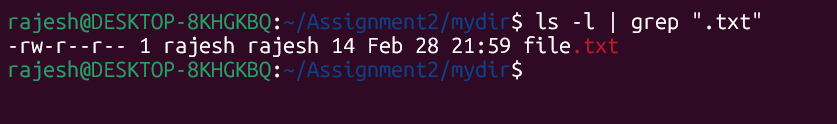 rajesh@DESKTOP-8KHGKBQ:~/Assignment2/mydir$ ls -l | grep ".txt"
-rw-r--r-- 1 rajesh rajesh 14 Feb 28 21:59 file.txt
rajesh@DESKTOP-8KHGKBQ:~/Assignment2/mydir$